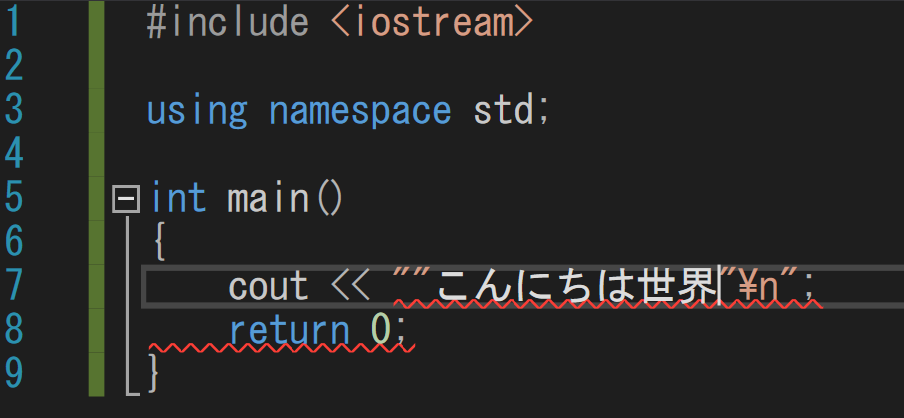 1 #include <iostream>
2
3 using namespace std;
4
5 int main()
6 {
7 cout << ""こんにちは世界"¥n";
8 return 0;
9 }